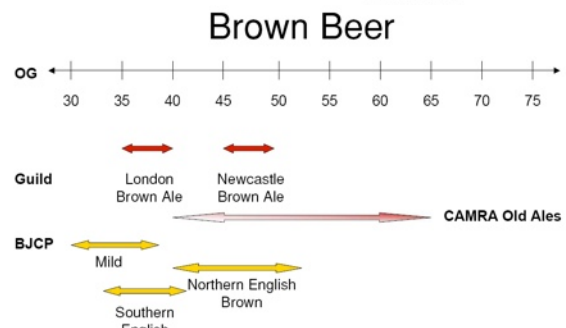 Brown Beer
OG
30 35 40 45 50 55 60 65 70 75
Guild
London
Brown Ale
Newcastle
Brown Ale
CAMRA Old Ales
BJCP
Mild
Northern English
Brown
Southern
English